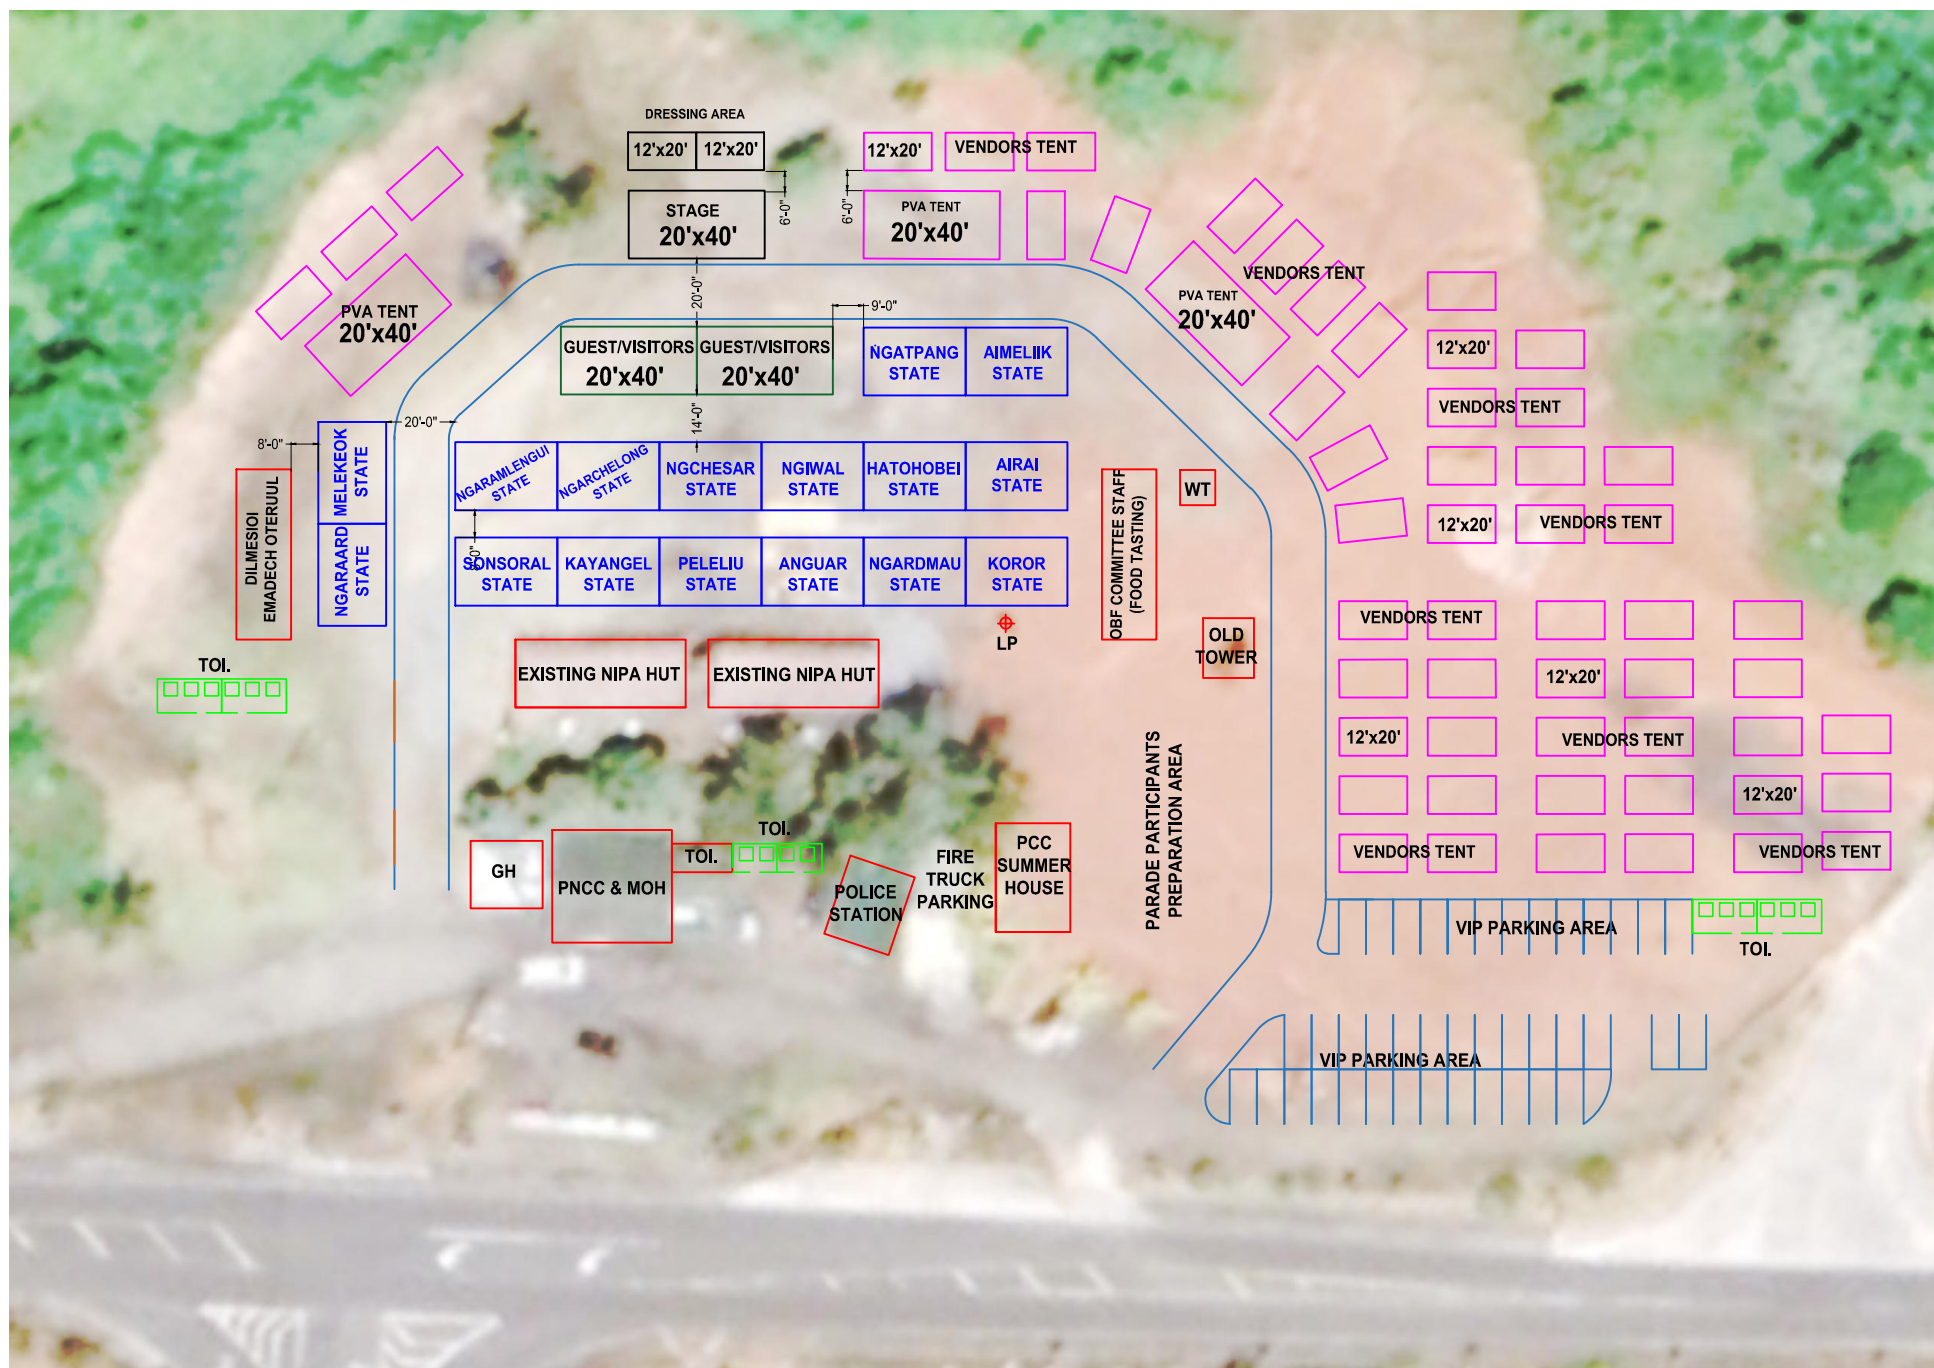 DRESSING AREA
12'x20'
12'x20'
12'x20'
VENDORS TENT
6'-0"
6'-0"
STAGE
20'x40'
PVA TENT
20'x40'
VENDORS TENT
PVA TENT
20'x40'
PVA TENT
20'x40'
20'-0"
9'-0"
GUEST/VISITORS
20'x40'
GUEST/VISITORS
20'x40'
NGATPANG
STATE
AIMELIIK
STATE
12'x20'
VENDORS TENT
14'-0"
20'-0"
8'-0"
MELEKEOK
STATE
NGARAARD
STATE
DILMESIOI
EMADECH OTERUUL
NGARAMLENGUI
STATE
NGARCHELONG
STATE
NGCHESAR
STATE
NGIWAL
STATE
HATOHOBEI
STATE
AIRAI
STATE
OBF COMMITTEE STAFF
(FOOD TASTING)
WT
12'x20'
VENDORS TENT
SONSORAL
STATE
KAYANGEL
STATE
PELELIU
STATE
ANGUAR
STATE
NGARDMAU
STATE
KOROR
STATE
LP
OLD
TOWER
VENDORS TENT
TOI.
EXISTING NIPA HUT
EXISTING NIPA HUT
12'x20'
12'x20'
VENDORS TENT
12'x20'
PARADE PARTICIPANTS
PREPARATION AREA
TOI.
TOI.
GH
PNCC & MOH
POLICE
STATION
FIRE
TRUCK
PARKING
PCC
SUMMER
HOUSE
VENDORS TENT
VENDORS TENT
VIP PARKING AREA
TOI.
VIP PARKING AREA